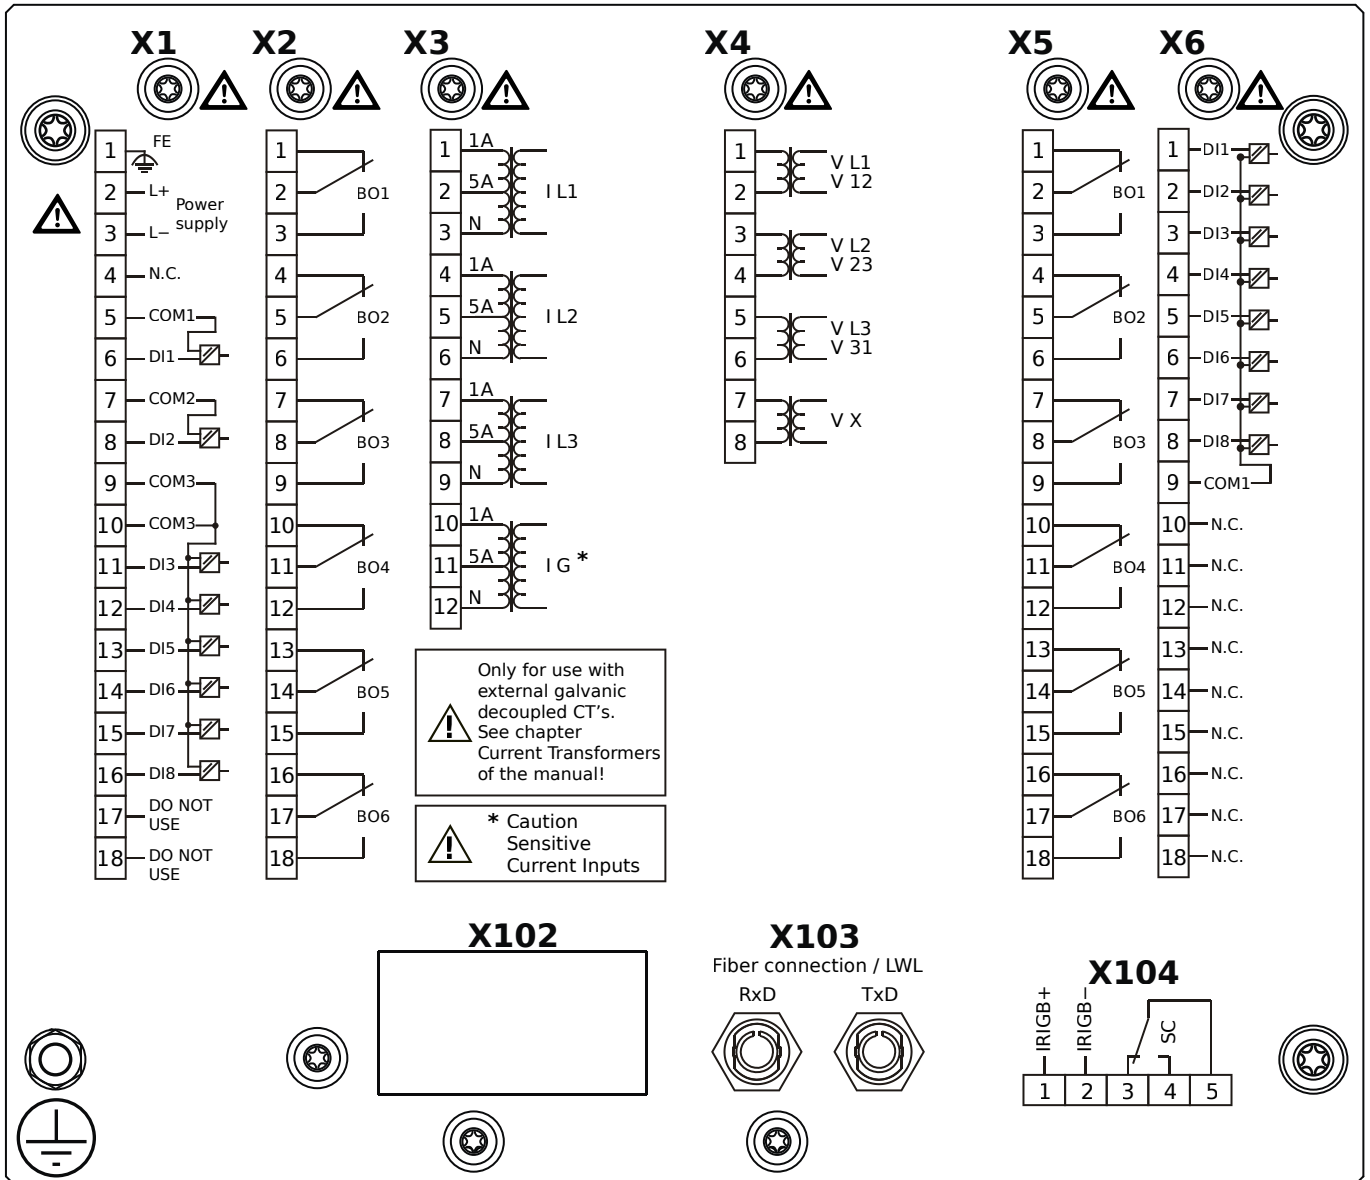 X1
X2
X3
X4
X5
X6
1 FE
2 L+
Power
supply
3 L−
4 N.C.
5 COM1
6 DI1
7 COM2
8 DI2
9 COM3
10 COM3
11 DI3
12 DI4
13 DI5
14 DI6
15 DI7
16 DI8
17 DO NOT
USE
18 DO NOT
USE
1
2 BO1
3
4
5 BO2
6
7
8 BO3
9
10
11 BO4
12
13
14 BO5
15
16
17 BO6
18
1 1A
2 5A I L1
3 N
4 1A
5 5A I L2
6 N
7 1A
8 5A I L3
9 N
10 1A
11 5A I G *
12 N
Only for use with
external galvanic
decoupled CT's.
See chapter
Current Transformers
of the manual!
* Caution
Sensitive
Current Inputs
1 V L1
2 V 12
3 V L2
4 V 23
5 V L3
6 V 31
7 V X
8
1
2 BO1
3
4
5 BO2
6
7
8 BO3
9
10
11 BO4
12
13
14 BO5
15
16
17 BO6
18
1 DI1
2 DI2
3 DI3
4 DI4
5 DI5
6 DI6
7 DI7
8 DI8
9 COM1
10 N.C.
11 N.C.
12 N.C.
13 N.C.
14 N.C.
15 N.C.
16 N.C.
17 N.C.
18 N.C.
X102
X103
Fiber connection / LWL
RxD TxD
X104
IRIGB+
IRIGB−
SC
1 2 3 4 5